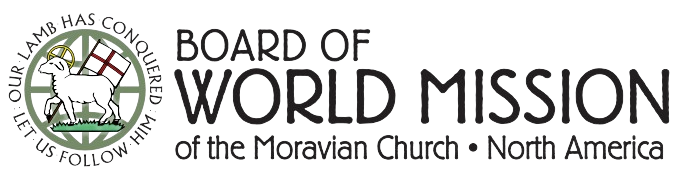 · OUR · LAMB HAS CONQUERED ·
LET US FOLLOW HIM
BOARD OF
WORLD MISSION
of the Moravian Church • North America